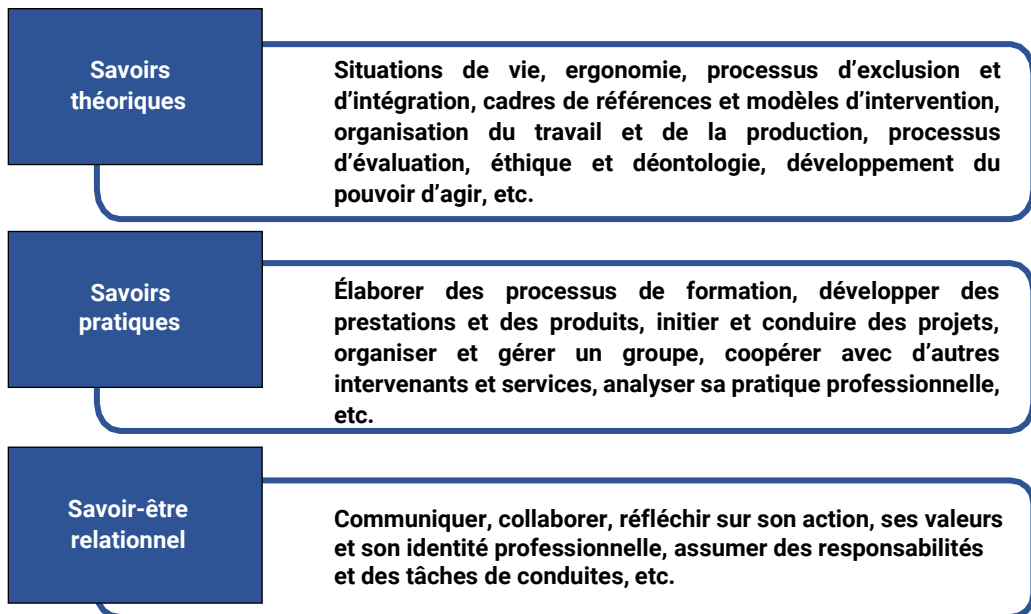 Savoirs
théoriques
Situations de vie, ergonomie, processus d’exclusion et
d’intégration, cadres de références et modèles d’intervention,
organisation du travail et de la production, processus
d’évaluation, éthique et déontologie, développement du
pouvoir d’agir, etc.
Savoirs
pratiques
Élaborer des processus de formation, développer des
prestations et des produits, initier et conduire des projets,
organiser et gérer un groupe, coopérer avec d’autres
intervenants et services, analyser sa pratique professionnelle,
etc.
Savoir-être
relationnel
Communiquer, collaborer, réfléchir sur son action, ses valeurs
et son identité professionnelle, assumer des responsabilités
et des tâches de conduites, etc.